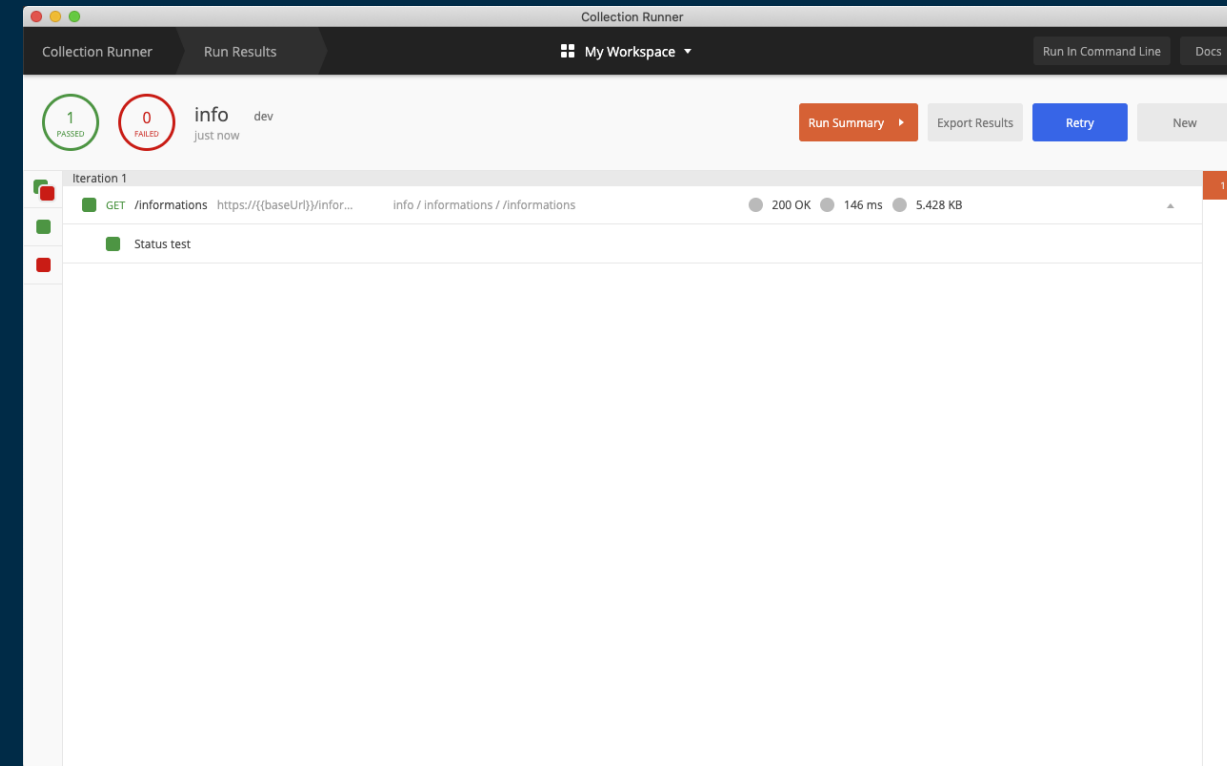 Collection Runner
Collection Runner Run Results My Workspace Run In Command Line Docs
1 PASSED
0 FAILED
info dev
just now
Run Summary Export Results Retry New
Iteration 1
1
GET /informations https://{{baseUrl}}/infor... info / informations / /informations 200 OK 146 ms 5.428 KB
Status test